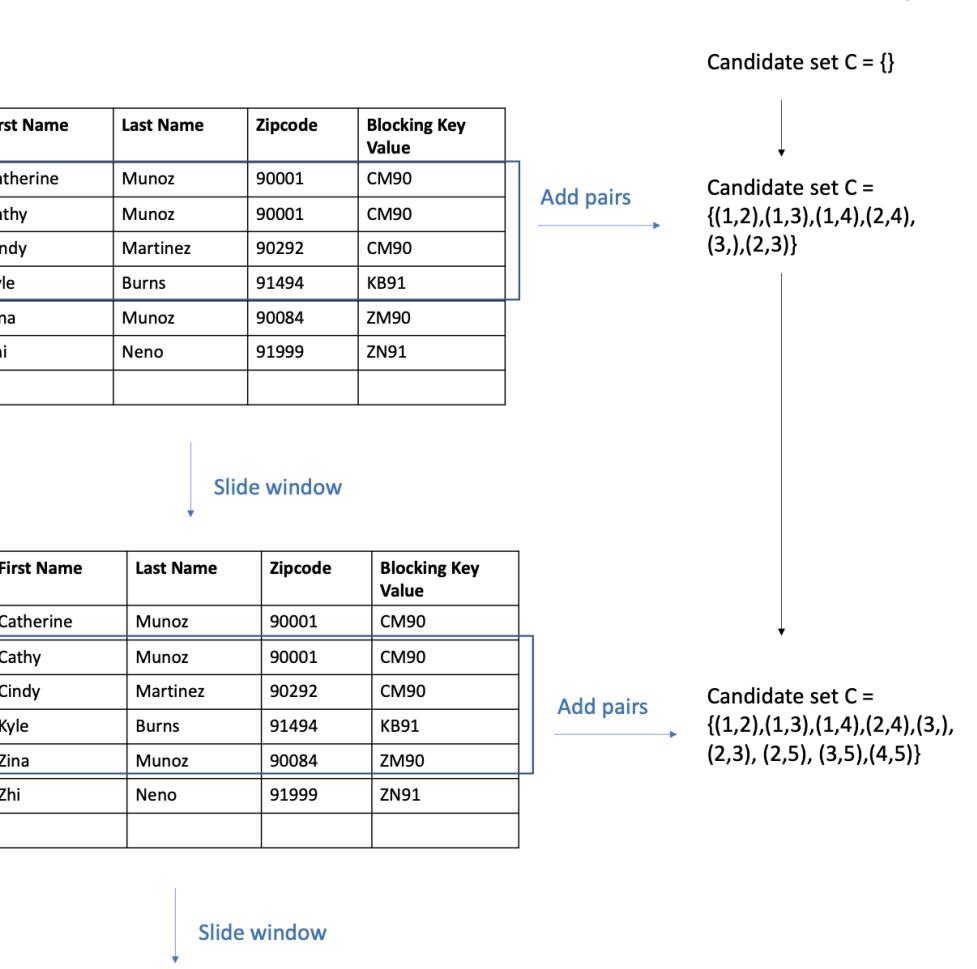 Candidate set C = {}
rst Name Last Name Zipcode Blocking Key
Value
atherine Munoz 90001 CM90
athy Munoz 90001 CM90
ndy Martinez 90292 CM90
yle Burns 91494 KB91
na Munoz 90084 ZM90
i Neno 91999 ZN91
Add pairs
Candidate set C =
{(1,2),(1,3),(1,4),(2,4),
(3,),(2,3)}
Slide window
First Name Last Name Zipcode Blocking Key
Value
Catherine Munoz 90001 CM90
Cathy Munoz 90001 CM90
Cindy Martinez 90292 CM90
Kyle Burns 91494 KB91
Zina Munoz 90084 ZM90
Zhi Neno 91999 ZN91
Add pairs
Candidate set C =
{(1,2),(1,3),(1,4),(2,4),(3,),
(2,3), (2,5), (3,5),(4,5)}
Slide window